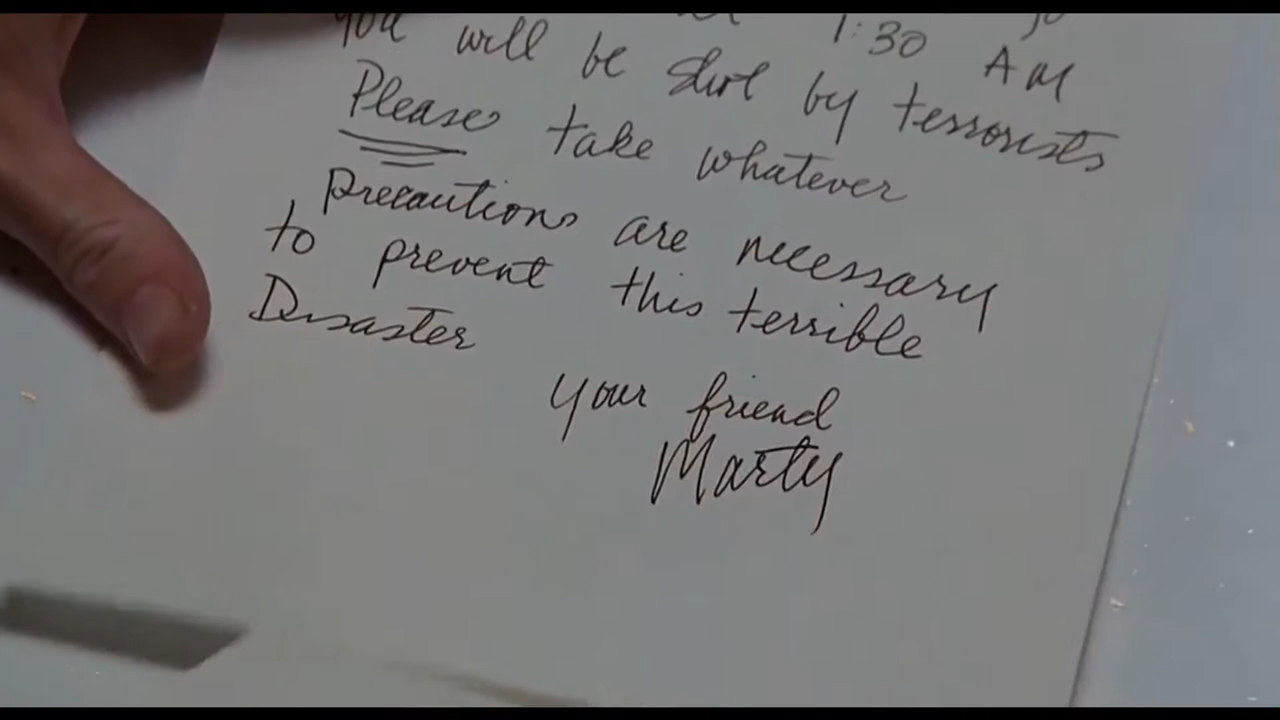 1:30 AM
you will be shot by terrorists
Please take whatever
precautions are necessary
to prevent this terrible
Disaster
your friend
Marty